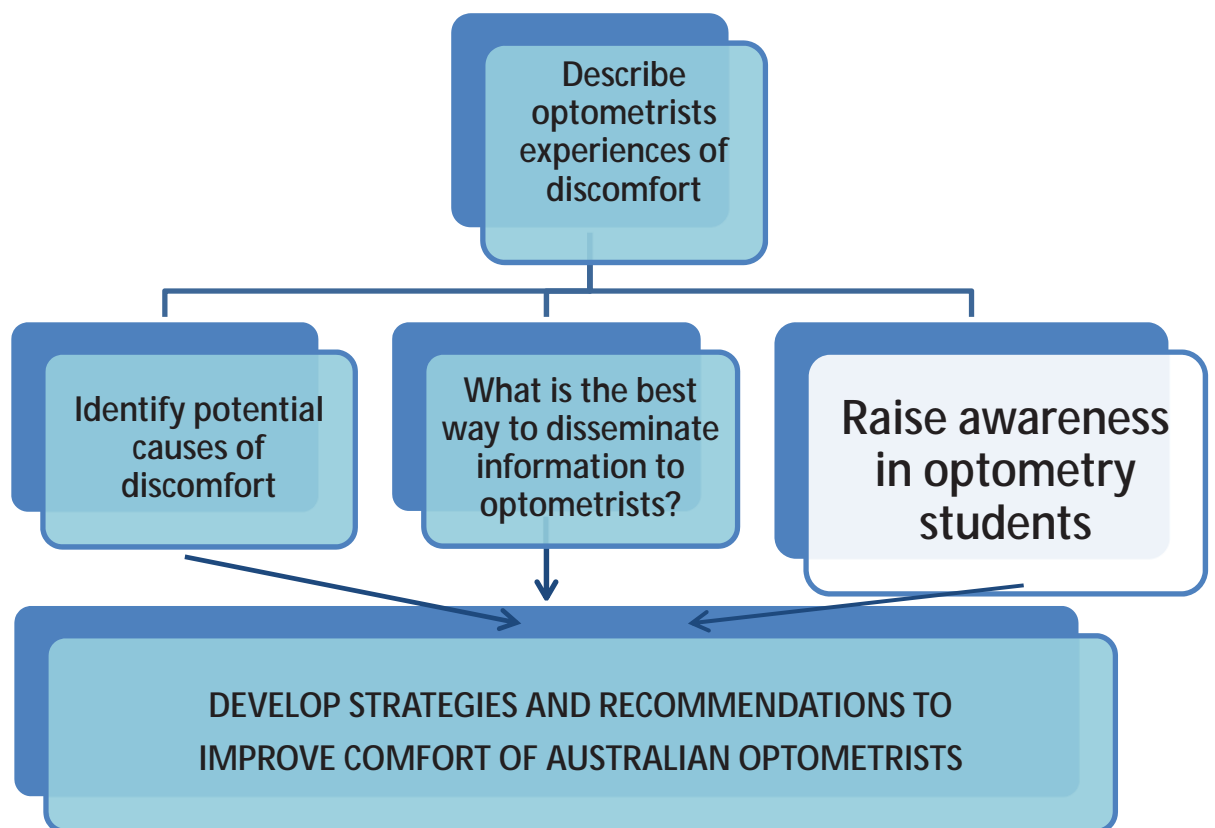 Describe
optometrists
experiences of
discomfort
Identify potential
causes of
discomfort
What is the best
way to disseminate
information to
optometrists?
Raise awareness
in optometry
students
DEVELOP STRATEGIES AND RECOMMENDATIONS TO
IMPROVE COMFORT OF AUSTRALIAN OPTOMETRISTS